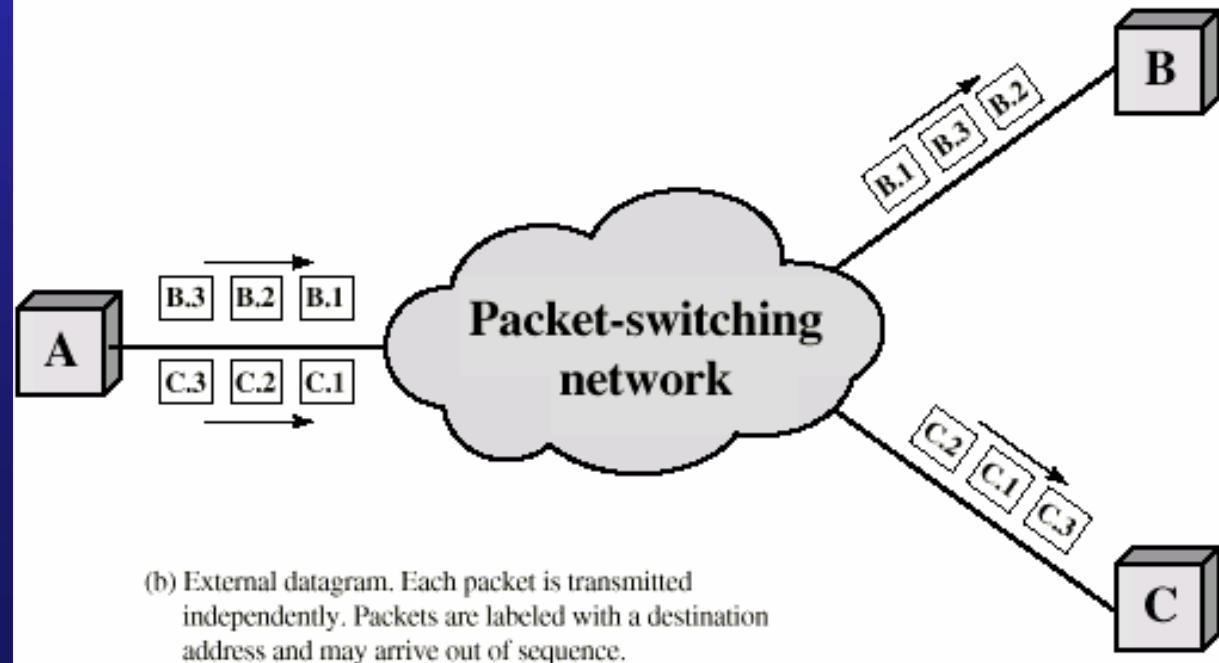 B
B.1 B.3 B.2
B.3 B.2 B.1
A
C.3 C.2 C.1
Packet-switching
network
C.2 C.1 C.3
C
(b) External datagram. Each packet is transmitted
independently. Packets are labeled with a destination
address and may arrive out of sequence.